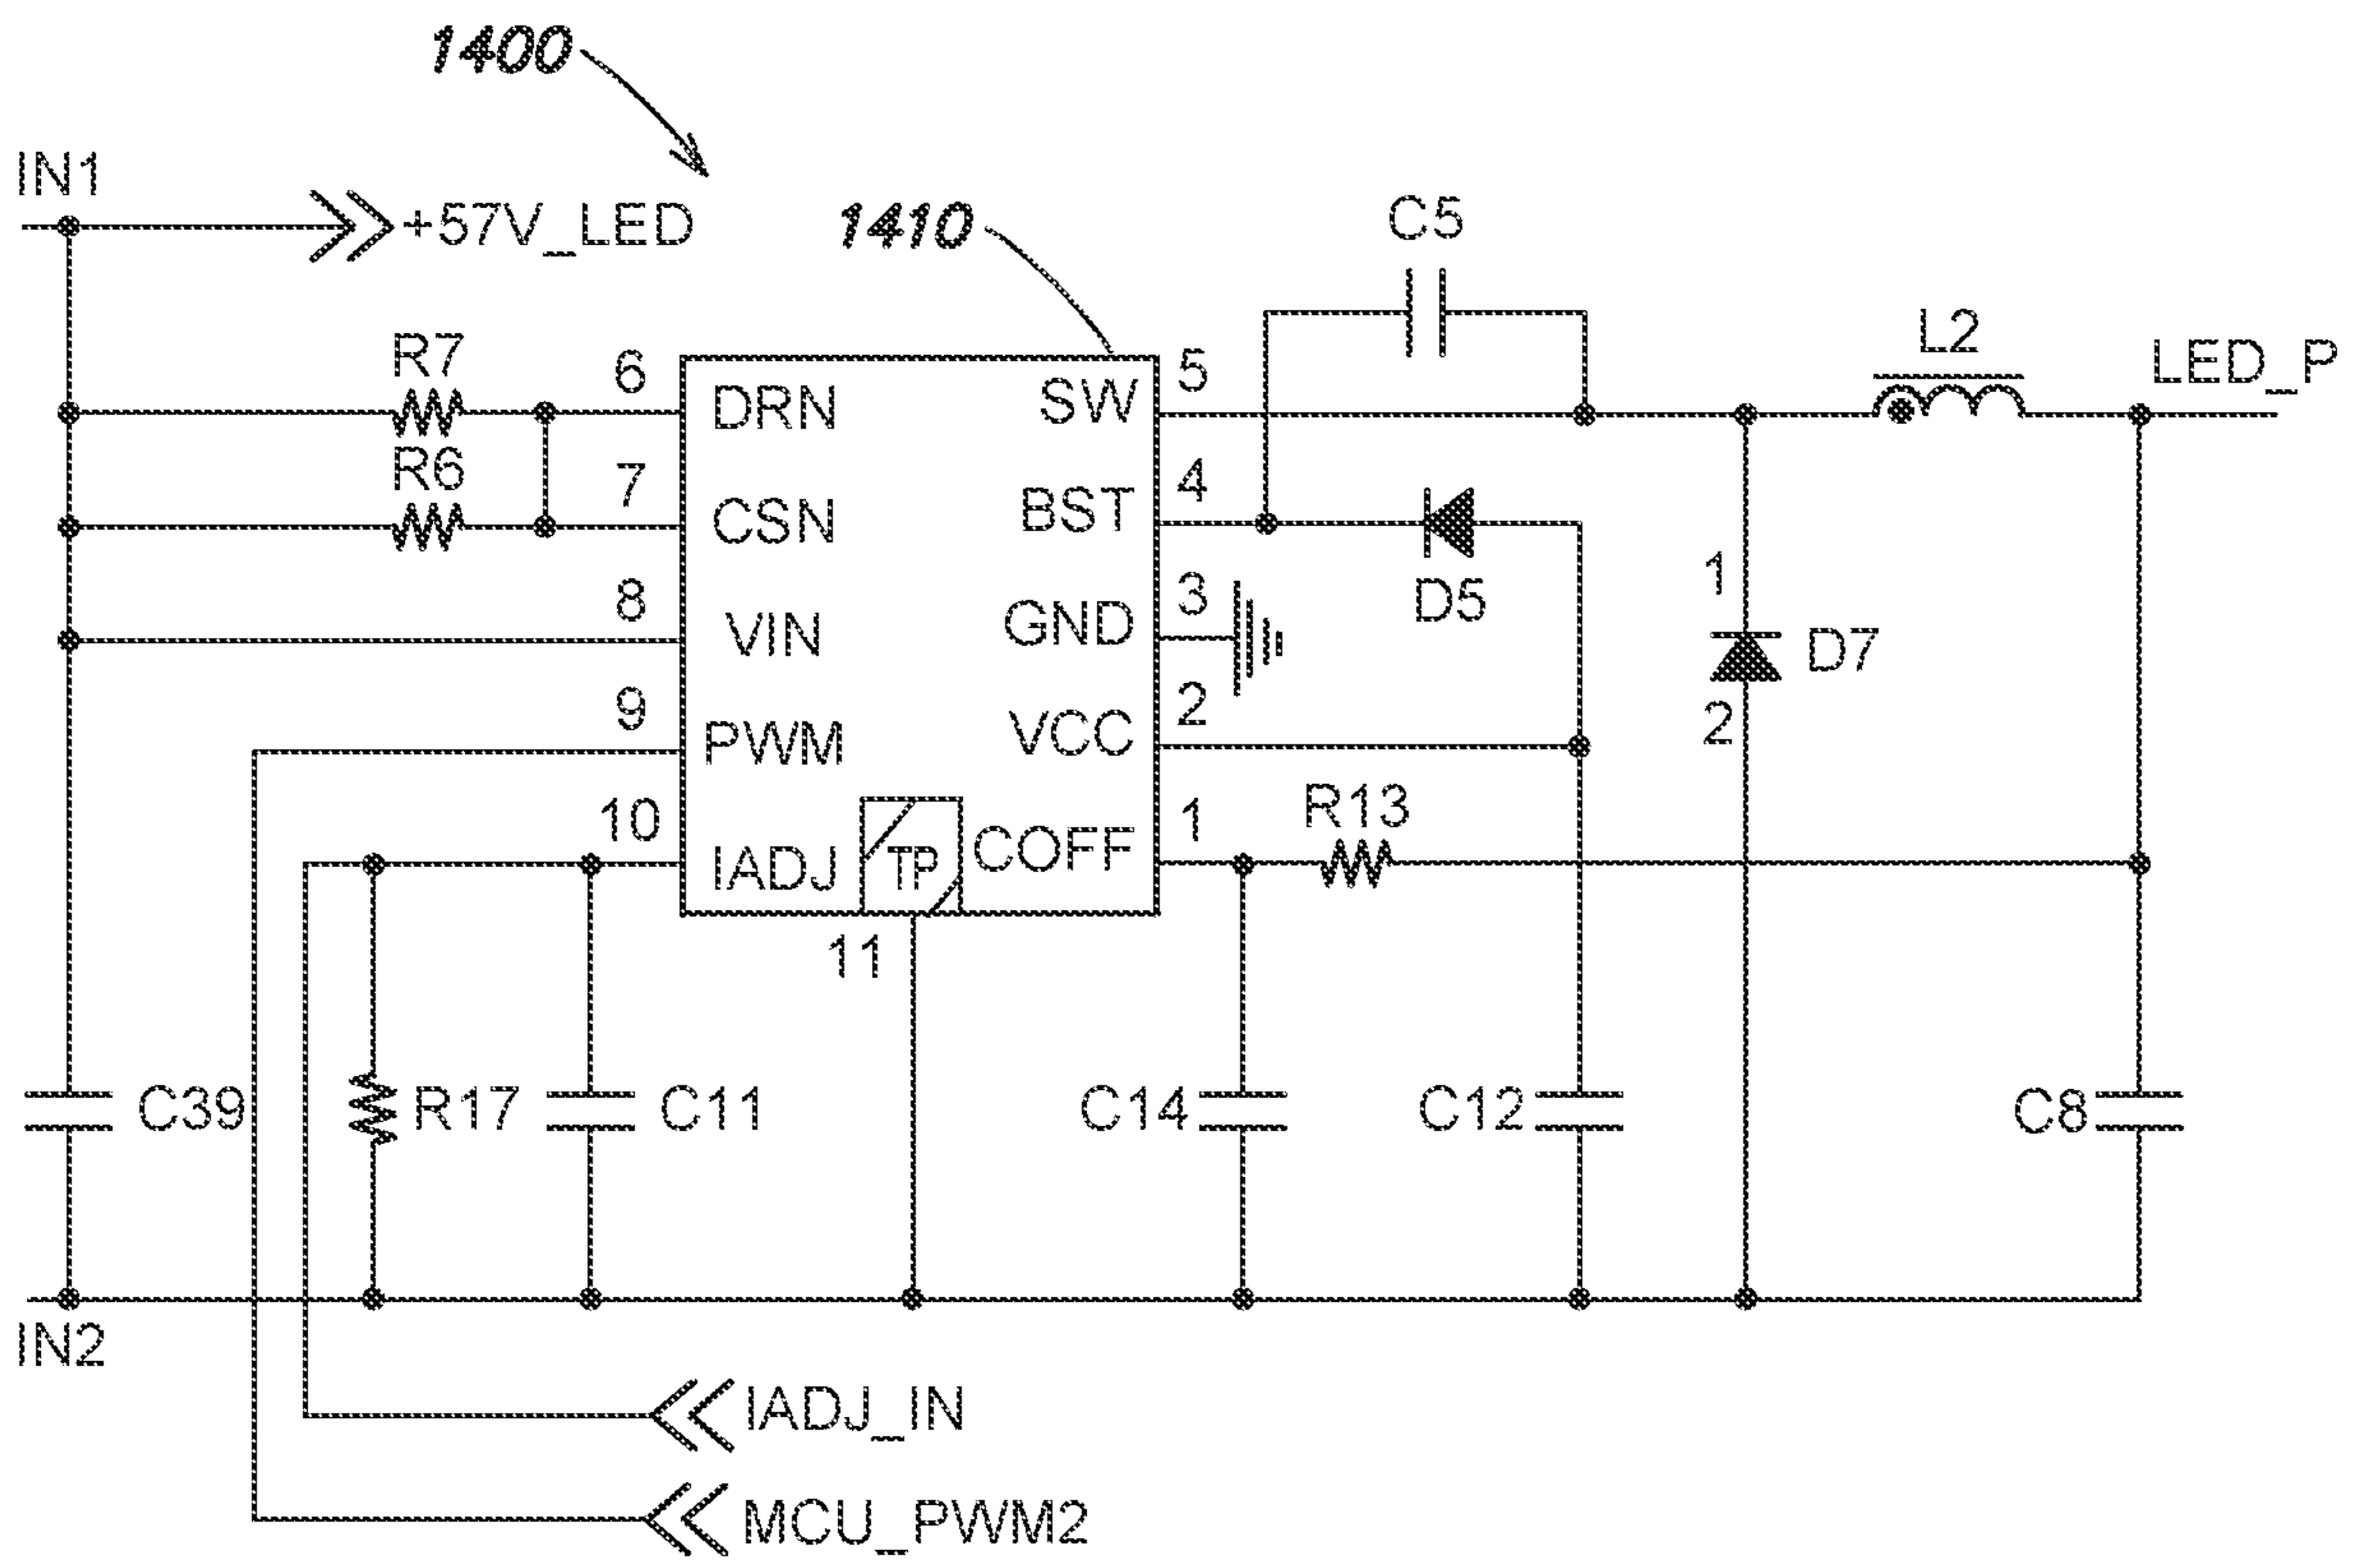 1400
IN1
+57V_LED
1410
C5
L2
LED_P
R7
6
DRN
SW
5
R6
7
CSN
BST
4
D5
8
VIN
GND
3
1
D7
2
9
PWM
VCC
2
10
IADJ
TP
COFF
1
R13
11
C39
R17
C11
C14
C12
C8
IN2
IADJ_IN
MCU_PWM2